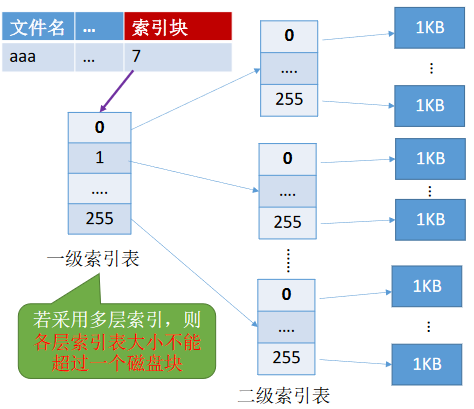 文件名 … 索引块
aaa … 7
0
1
....
255
一级索引表
若采用多层索引，则
各层索引表大小不能
超过一个磁盘块
0
....
255
0
....
255
0
....
255
二级索引表
1KB
...
1KB
1KB
...
1KB
1KB
...
1KB